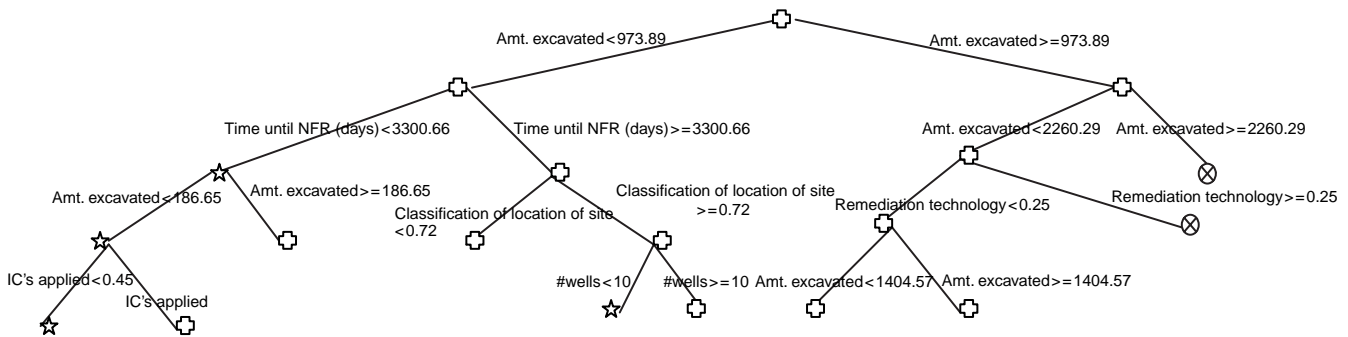 Amt. excavated<973.89
Amt. excavated>=973.89
Time until NFR (days)<3300.66
Time until NFR (days)>=3300.66
Amt. excavated<2260.29
Amt. excavated>=2260.29
Amt. excavated<186.65
Amt. excavated>=186.65
Classification of location of site
<0.72
Classification of location of site
>=0.72
Remediation technology<0.25
Remediation technology>=0.25
IC's applied<0.45
IC's applied
#wells<10
#wells>=10
Amt. excavated<1404.57
Amt. excavated>=1404.57